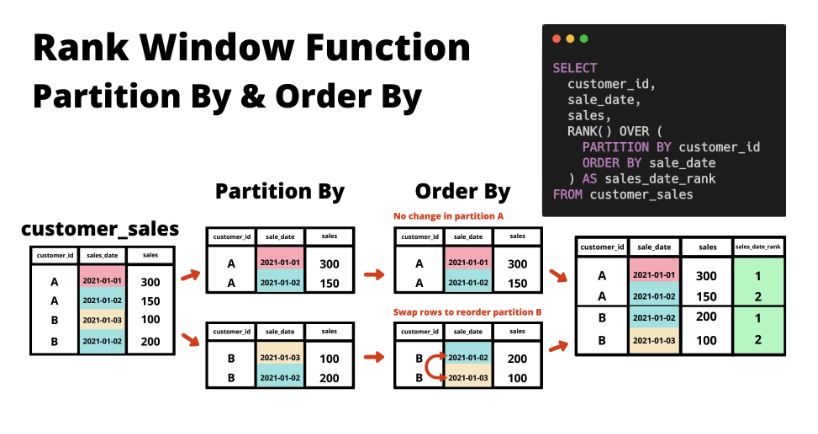 Rank Window Function
Partition By & Order By
SELECT
customer_id,
sale_date,
sales,
RANK() OVER (
PARTITION BY customer_id
ORDER BY sale_date
) AS sales_date_rank
FROM customer_sales
customer_sales
customer_id sales_date sales
A 2021-01-01 300
A 2021-01-02 150
B 2021-01-03 100
B 2021-01-02 200
Partition By
customer_id sale_date sales
A 2021-01-01 300
A 2021-01-02 150
customer_id sale_date sales
B 2021-01-03 100
B 2021-01-02 200
Order By
No change in partition A
customer_id sale_date sales
A 2021-01-01 300
A 2021-01-02 150
Swap rows to reorder partition B
customer_id sale_date sales
B 2021-01-02 200
B 2021-01-03 100
customer_id sale_date sales sales_date_rank
A 2021-01-01 300 1
A 2021-01-02 150 2
B 2021-01-02 200 1
B 2021-01-03 100 2